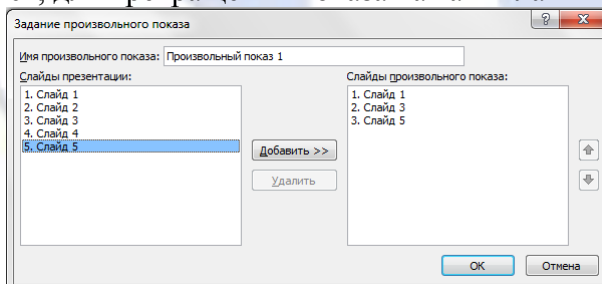 Задание произвольного показа
Имя произвольного показа: Произвольный показ 1
Слайды презентации:
1. Слайд 1
2. Слайд 2
3. Слайд 3
4. Слайд 4
5. Слайд 5
Добавить >>
Удалить
Слайды произвольного показа:
1. Слайд 1
2. Слайд 3
3. Слайд 5
ОК
Отмена